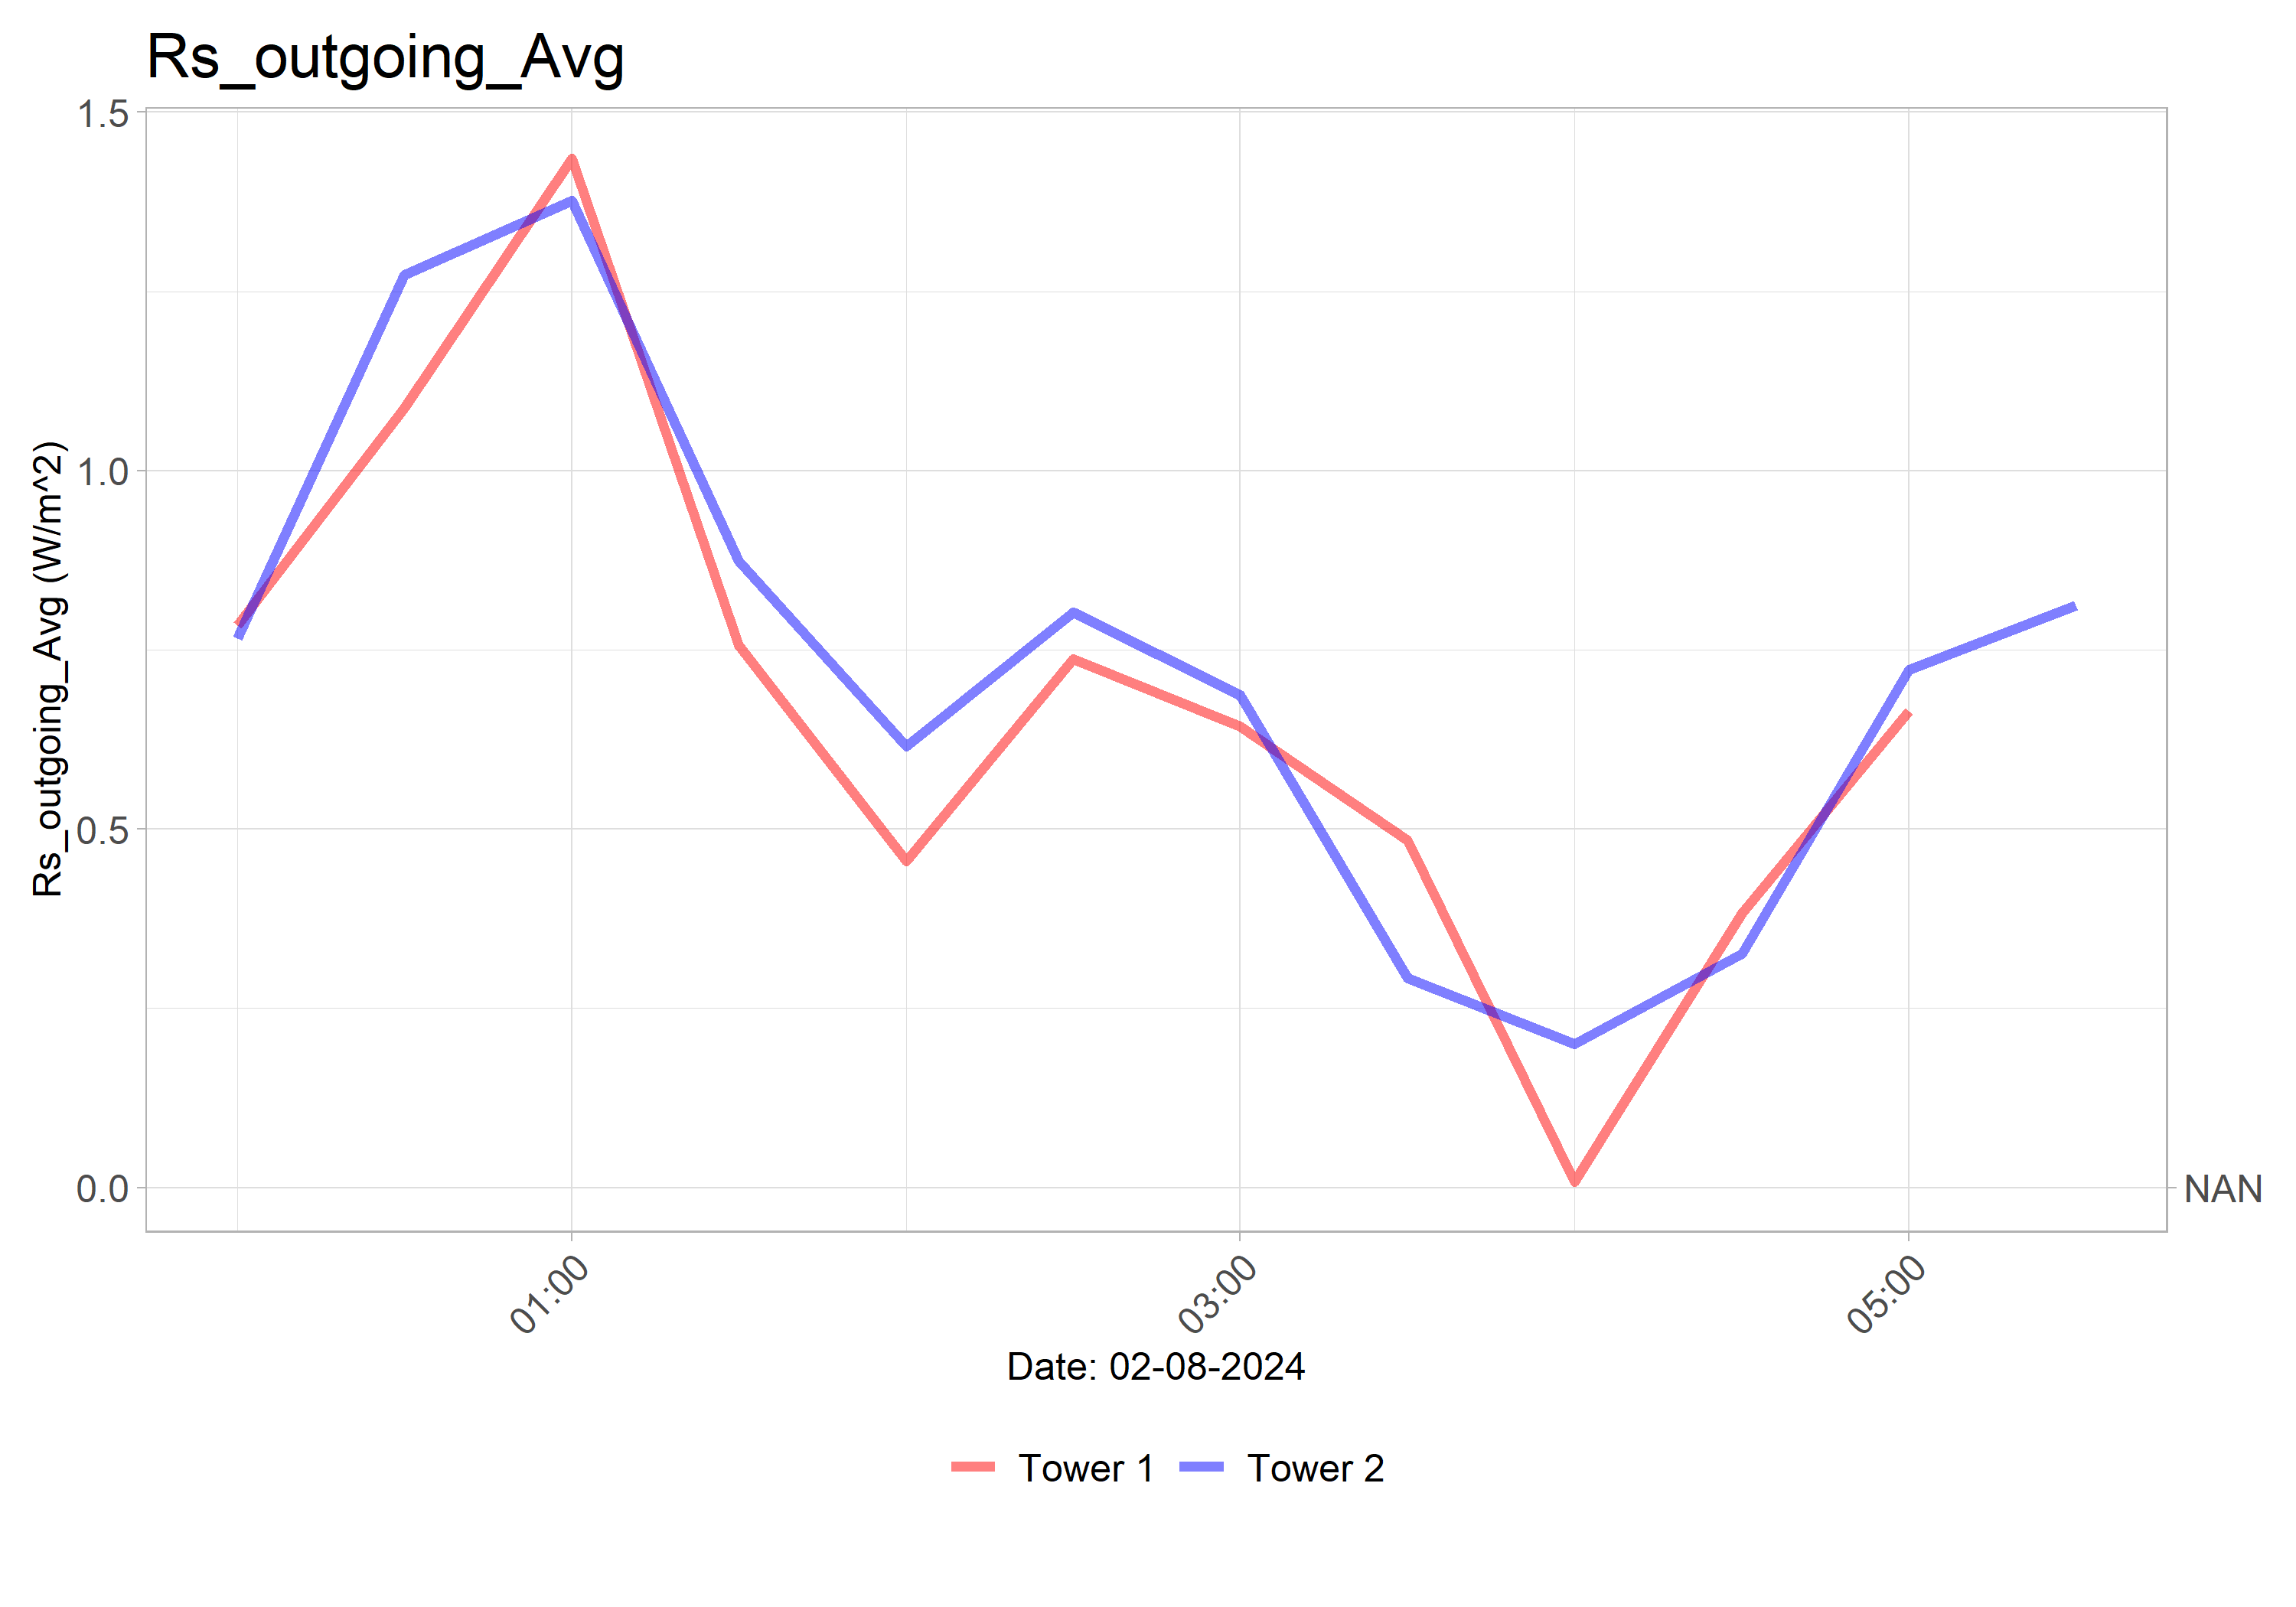 Rs_outgoing_Avg
Rs_outgoing_Avg (W/m^2)
1.5
1.0
0.5
0.0
NAN
01:00
03:00
05:00
Date: 02-08-2024
Tower 1
Tower 2